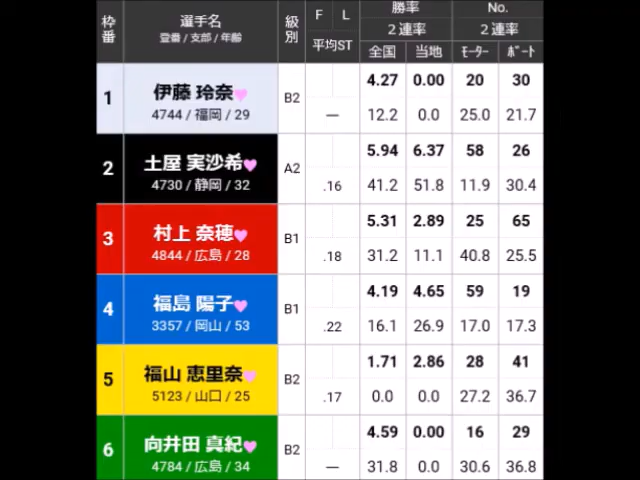 枠番 選手名 級別 F L 勝率 No.
登番 / 支部 / 年齢 平均ST 2連率 2連率
全国 当地 ﾓｰﾀｰ ﾎﾞｰﾄ
1 伊藤 玲奈 B2 4.27 0.00 20 30
4744 / 福岡 / 29 — 12.2 0.0 25.0 21.7
2 土屋 実沙希 A2 5.94 6.37 58 26
4730 / 静岡 / 32 .16 41.2 51.8 11.9 30.4
3 村上 奈穂 B1 5.31 2.89 25 65
4844 / 広島 / 28 .18 31.2 11.1 40.8 25.5
4 福島 陽子 B1 4.19 4.65 59 19
3357 / 岡山 / 53 .22 16.1 26.9 17.0 17.3
5 福山 恵里奈 B2 1.71 2.86 28 41
5123 / 山口 / 25 .17 0.0 0.0 27.2 36.7
6 向井田 真紀 B2 4.59 0.00 16 29
4784 / 広島 / 34 — 31.8 0.0 30.6 36.8